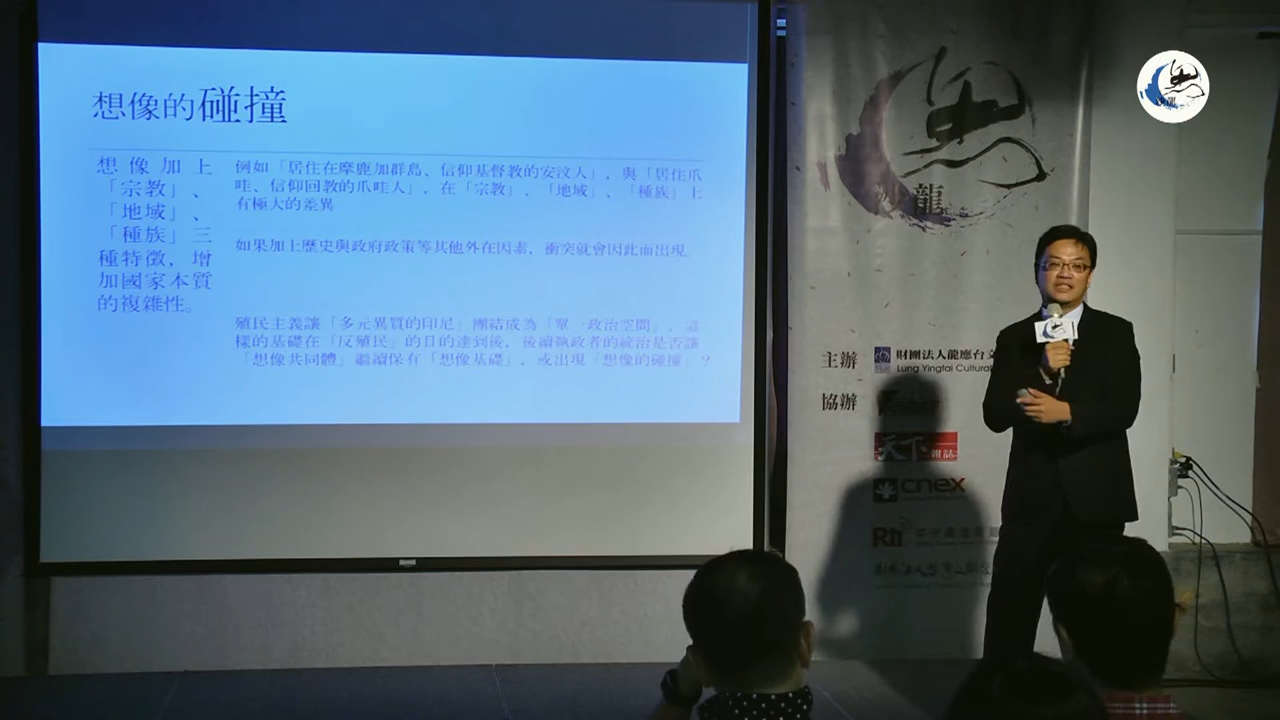 想像的碰撞
想像加上
「宗教」、
「地域」、
「種族」三
種特徵，增
加國家本質
的複雜性。
例如「居住在摩鹿加群島、信仰基督教的安汶人」，與「居住爪
哇、信仰回教的爪哇人」，在「宗教」、「地域」、「種族」上
有極大的差異
如果加上歷史與政府政策等其他外在因素，衝突就會因此而出現。
殖民主義讓「多元異質的印尼」團結成為「單一政治空間」，這
樣的基礎在「反殖民」的目的達到後，後續執政者的統治是否讓
「想像共同體」繼續保有「想像基礎」，或出現「想像的碰撞」？
沙龍
主辦
財團法人龍應台文
Lung Yingtai Cultural
協辦
天下雜誌
cnex
Rti